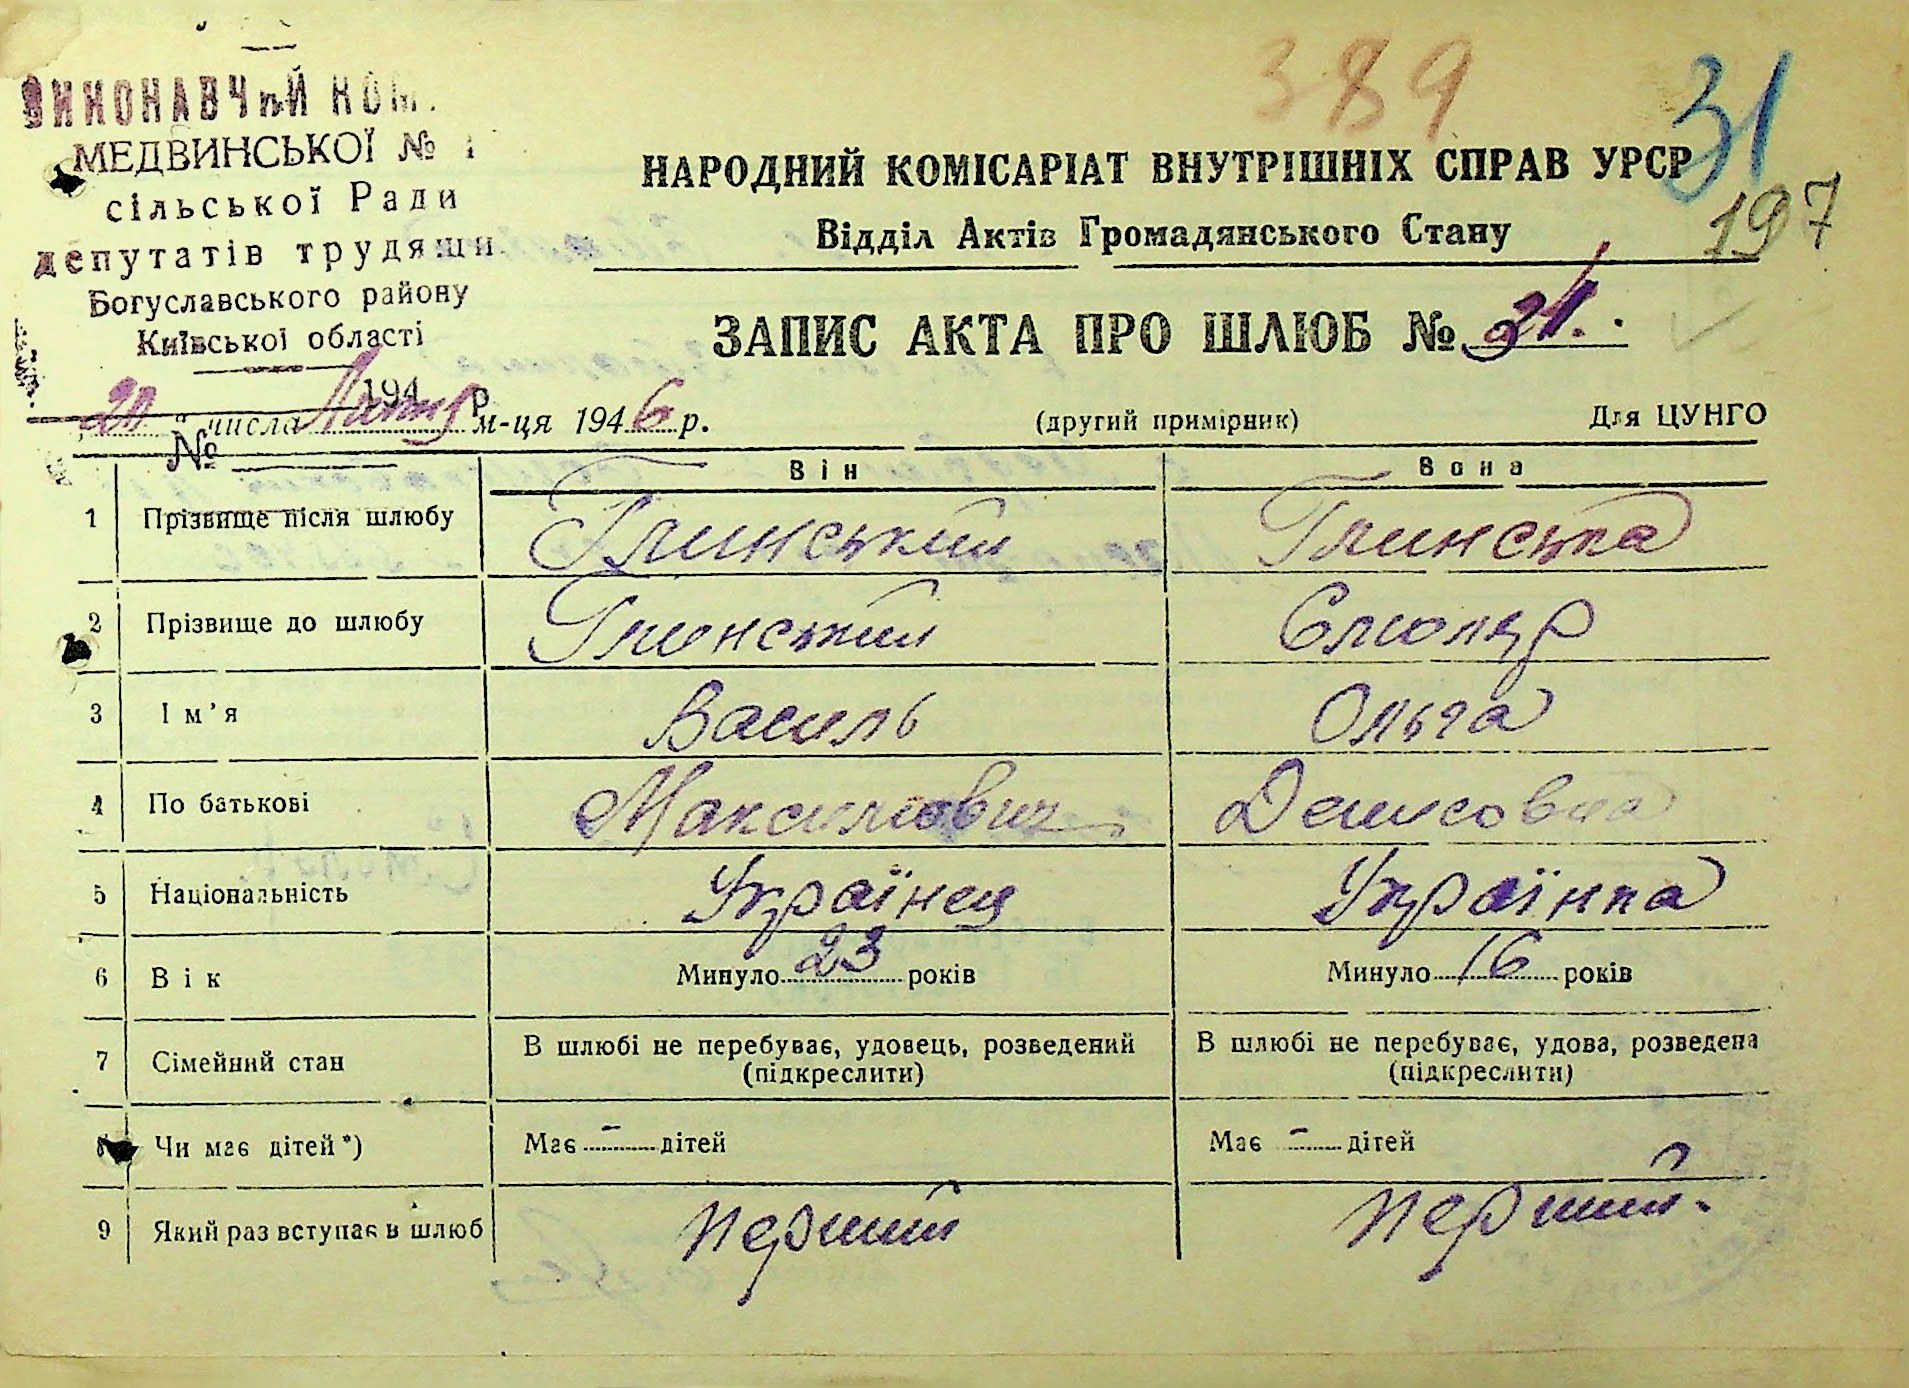 ВИКОНАВЧИЙ КОМ.
МЕДВИНСЬКОЇ № 1
сільської Ради
депутатів трудящи
Богуславського району
Київської області
194 р.
№
389
31
197
НАРОДНИЙ КОМІСАРІАТ ВНУТРІШНІХ СПРАВ УРСР
Відділ Актів Громадянського Стану
ЗАПИС АКТА ПРО ШЛЮБ № 31.
числа м-ця 1946 р.
(другий примірник)
Для ЦУНГО
Він Вона
1 Прізвище після шлюбу Глинський Глинська
2 Прізвище до шлюбу Глинський
3 Ім'я Василь Ольга
4 По батькові Максимович Денисовна
5 Національність Українец Українка
6 Вік Минуло 23 років Минуло 16 років
7 Сімейний стан В шлюбі не перебуває, удовець, розведений (підкреслити) В шлюбі не перебуває, удова, розведена (підкреслити)
8 Чи має дітей *) Має - дітей Має - дітей
9 Який раз вступає в шлюб перший перший.